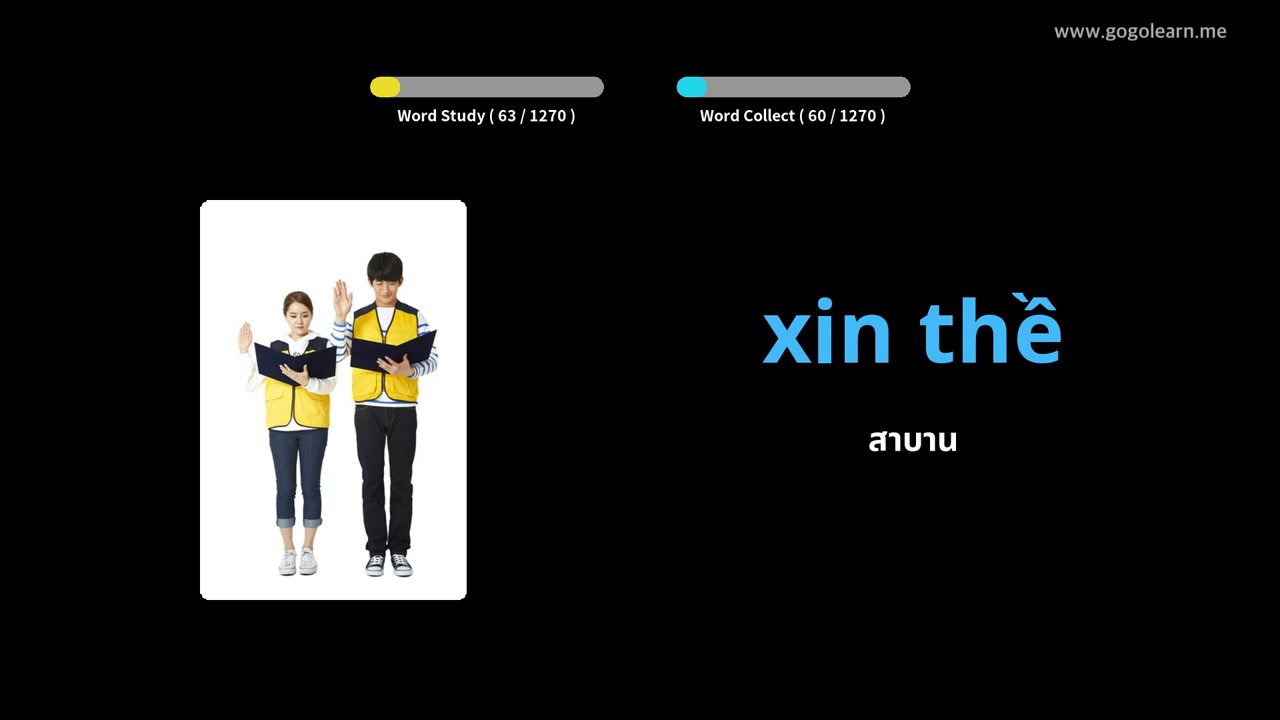 www.gogolearn.me
Word Study ( 63 / 1270 )
Word Collect ( 60 / 1270 )
xin thề
สาบาน